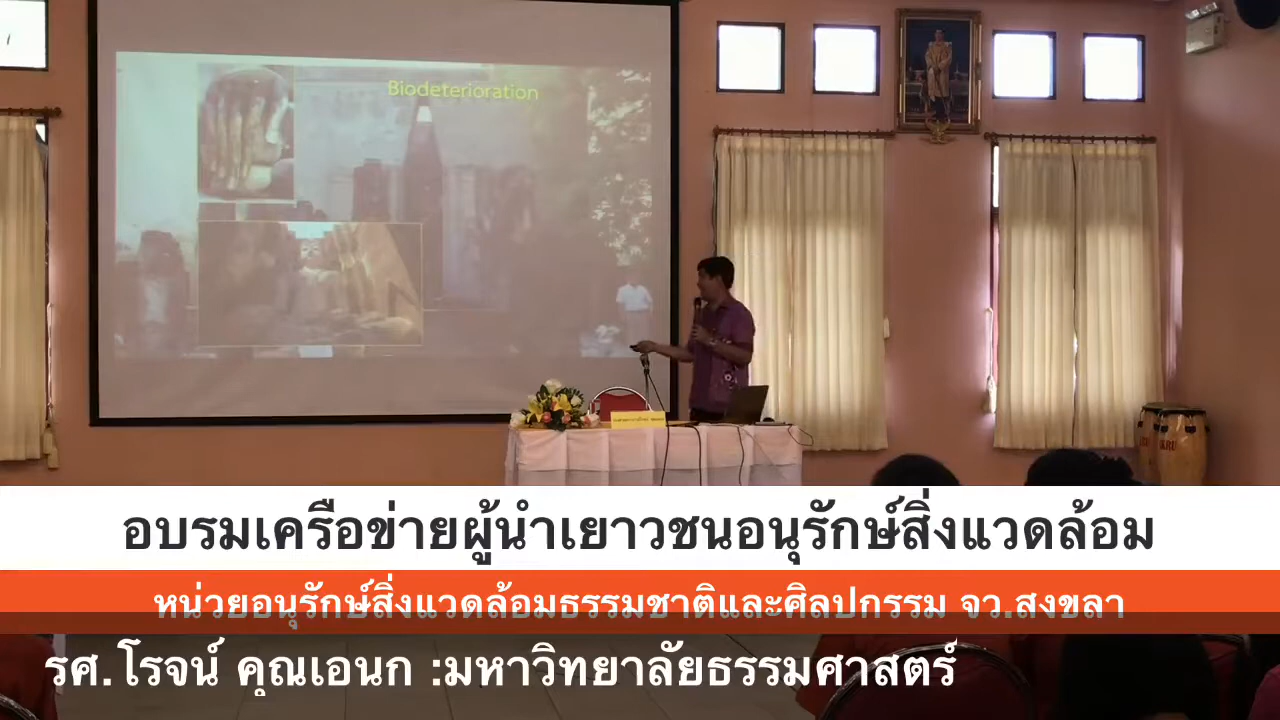 Biodeterioration
อบรมเครือข่ายผู้นำเยาวชนอนุรักษ์สิ่งแวดล้อม
หน่วยอนุรักษ์สิ่งแวดล้อมธรรมชาติและศิลปกรรม จว.สงขลา
รศ.โรจน์ คุณเอนก :มหาวิทยาลัยธรรมศาสตร์